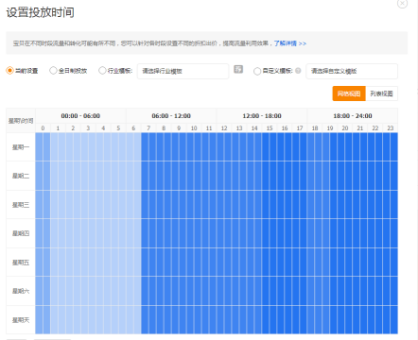 设置投放时间
宝贝在不同时段流量和转化可能有所不同，您可以针对各时段设置不同的折扣出价，提高流量利用效果，了解详情 >>
当前设置 全日制投放 行业模板: 请选择行业模版 自定义模板: 请选择自定义模版
网格视图 列表视图
星期\时间 00:00 - 06:00 06:00 - 12:00 12:00 - 18:00 18:00 - 24:00
0 1 2 3 4 5 6 7 8 9 10 11 12 13 14 15 16 17 18 19 20 21 22 23
星期一
星期二
星期三
星期四
星期五
星期六
星期天